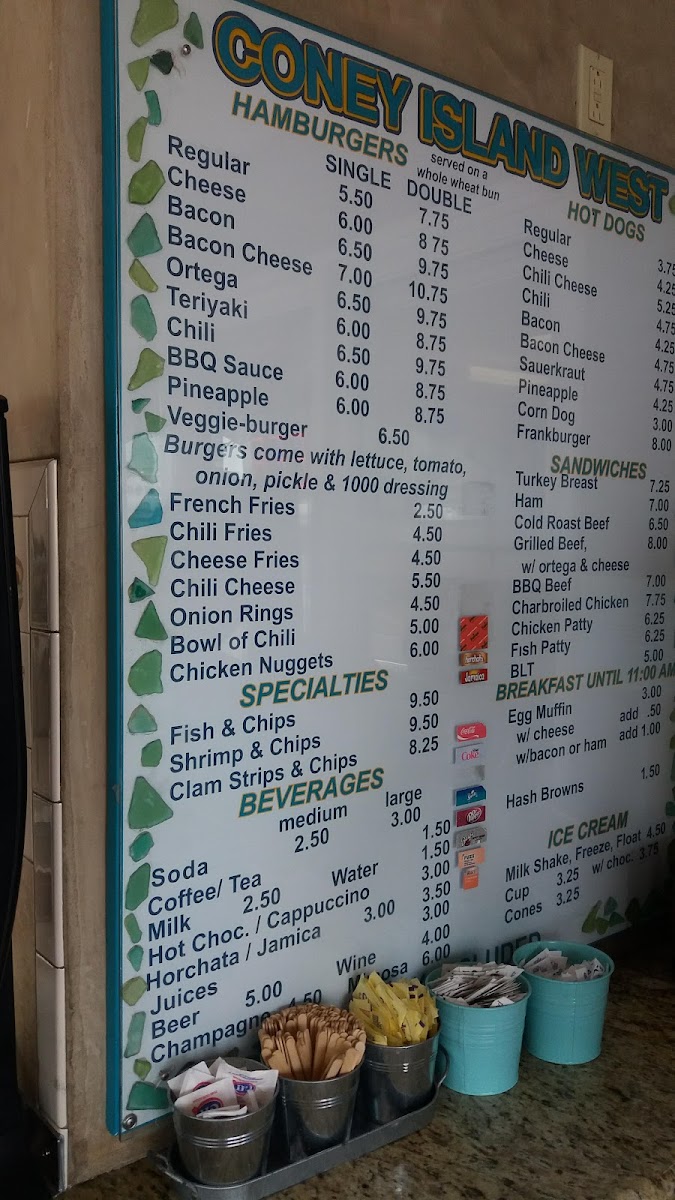 CONEY ISLAND WEST
HAMBURGERS served on a
whole wheat bun
SINGLE DOUBLE
Regular 5.50 7.75
Cheese 6.00 8 75
Bacon 6.50 9.75
Bacon Cheese 7.00 10.75
Ortega 6.50 9.75
Teriyaki 6.00 8.75
Chili 6.50 9.75
BBQ Sauce 6.00 8.75
Pineapple 6.00 8.75
Veggie-burger 6.50
Burgers come with lettuce, tomato,
onion, pickle & 1000 dressing
French Fries 2.50
Chili Fries 4.50
Cheese Fries 4.50
Chili Cheese 5.50
Onion Rings 4.50
Bowl of Chili 5.00
Chicken Nuggets 6.00
SPECIALTIES
Fish & Chips 9.50
Shrimp & Chips 9.50
Clam Strips & Chips 8.25
BEVERAGES
medium large
Soda 2.50 3.00
Coffee/ Tea 1.50
Milk 2.50 Water 1.50
Hot Choc. / Cappuccino 3.00
Horchata / Jamica 3.00 3.50
Juices 3.00
Beer 5.00 Wine 4.00
Champagne 4.50 6.00
HOT DOGS
Regular 3.75
Cheese 4.25
Chili Cheese 5.25
Chili 4.75
Bacon 4.25
Bacon Cheese 4.75
Sauerkraut 4.75
Pineapple 4.25
Corn Dog 3.00
Frankburger 8.00
SANDWICHES
Turkey Breast 7.25
Ham 7.00
Cold Roast Beef 6.50
Grilled Beef, 8.00
w/ ortega & cheese
BBQ Beef 7.00
Charbroiled Chicken 7.75
Chicken Patty 6.25
Fish Patty 6.25
BLT 5.00
BREAKFAST UNTIL 11:00 AM
Egg Muffin 3.00
w/ cheese add .50
w/bacon or ham add 1.00
Hash Browns 1.50
ICE CREAM
Milk Shake, Freeze, Float 4.50
Cup 3.25 w/ choc. 3.75
Cones 3.25
Horchata
Jamaica
Coca-Cola
Coke